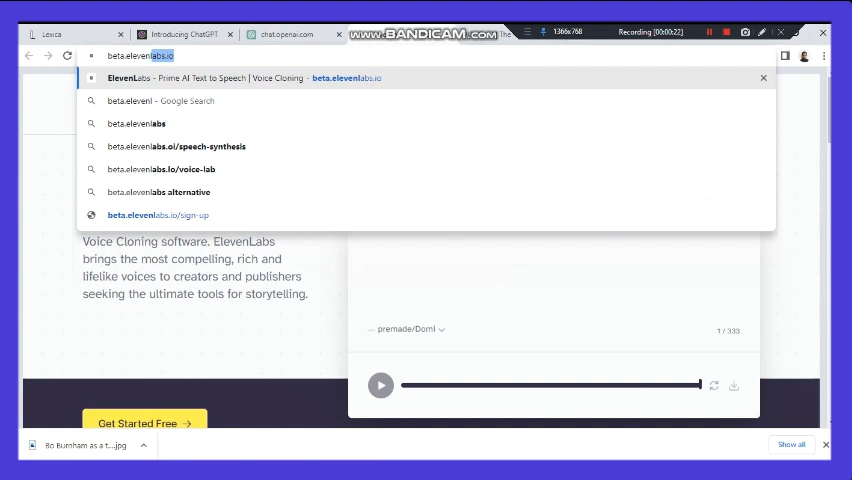 Lexica
Introducing ChatGPT
chat.openai.com
www.BANDICAM.com
The
1366x768
Recording [00:00:22]
beta.elevenlabs.io
ElevenLabs - Prime AI Text to Speech | Voice Cloning - beta.elevenlabs.io
beta.elevenl - Google Search
beta.elevenlabs
beta.elevenlabs.oi/speech-synthesis
beta.elevenlabs.lo/voice-lab
beta.elevenlabs alternative
beta.elevenlabs.io/sign-up
Voice Cloning software. ElevenLabs
brings the most compelling, rich and
lifelike voices to creators and publishers
seeking the ultimate tools for storytelling.
premade/Domi
1 / 333
Get Started Free →
Bo Burnham as a t....jpg
Show all